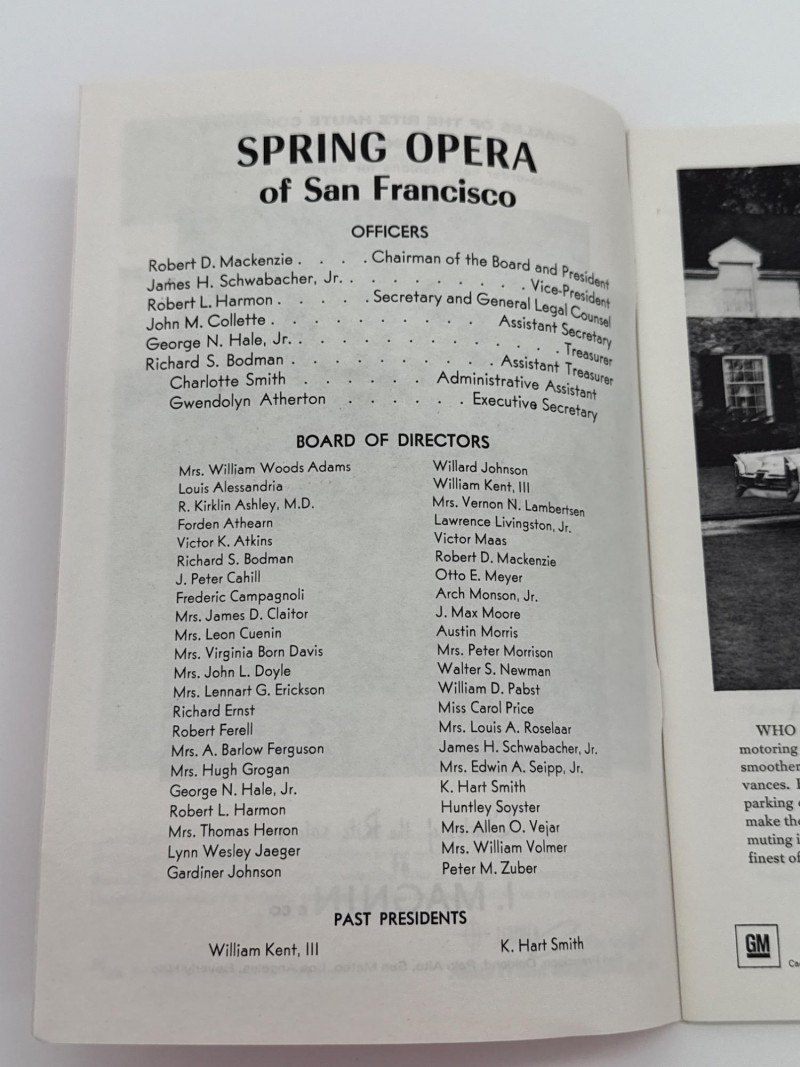 SPRING OPERA
of San Francisco
OFFICERS
Robert D. Mackenzie . . . . Chairman of the Board and President
James H. Schwabacher, Jr. . . . . . . . . . Vice-President
Robert L. Harmon . . . . . Secretary and General Legal Counsel
John M. Collette . . . . . . . . . . Assistant Secretary
George N. Hale, Jr. . . . . . . . . . . . . Treasurer
Richard S. Bodman . . . . . . . . . . Assistant Treasurer
Charlotte Smith . . . . . . Administrative Assistant
Gwendolyn Atherton . . . . . . Executive Secretary
BOARD OF DIRECTORS
Mrs. William Woods Adams
Louis Alessandria
R. Kirklin Ashley, M.D.
Forden Athearn
Victor K. Atkins
Richard S. Bodman
J. Peter Cahill
Frederic Campagnoli
Mrs. James D. Claitor
Mrs. Leon Cuenin
Mrs. Virginia Born Davis
Mrs. John L. Doyle
Mrs. Lennart G. Erickson
Richard Ernst
Robert Ferell
Mrs. A. Barlow Ferguson
Mrs. Hugh Grogan
George N. Hale, Jr.
Robert L. Harmon
Mrs. Thomas Herron
Lynn Wesley Jaeger
Gardiner Johnson
Willard Johnson
William Kent, III
Mrs. Vernon N. Lambertsen
Lawrence Livingston, Jr.
Victor Maas
Robert D. Mackenzie
Otto E. Meyer
Arch Monson, Jr.
J. Max Moore
Austin Morris
Mrs. Peter Morrison
Walter S. Newman
William D. Pabst
Miss Carol Price
Mrs. Louis A. Roselaar
James H. Schwabacher, Jr.
Mrs. Edwin A. Seipp, Jr.
K. Hart Smith
Huntley Soyster
Mrs. Allen O. Vejar
Mrs. William Volmer
Peter M. Zuber
PAST PRESIDENTS
William Kent, III
K. Hart Smith
WHO
motoring
smoother
vances.
parking
make the
muting i
finest of
GM
Ca